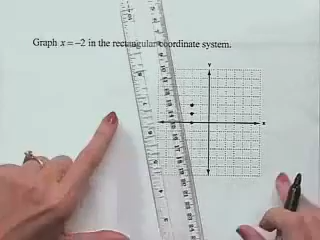 Graph x = −2 in the rectangular coordinate system.
y
x